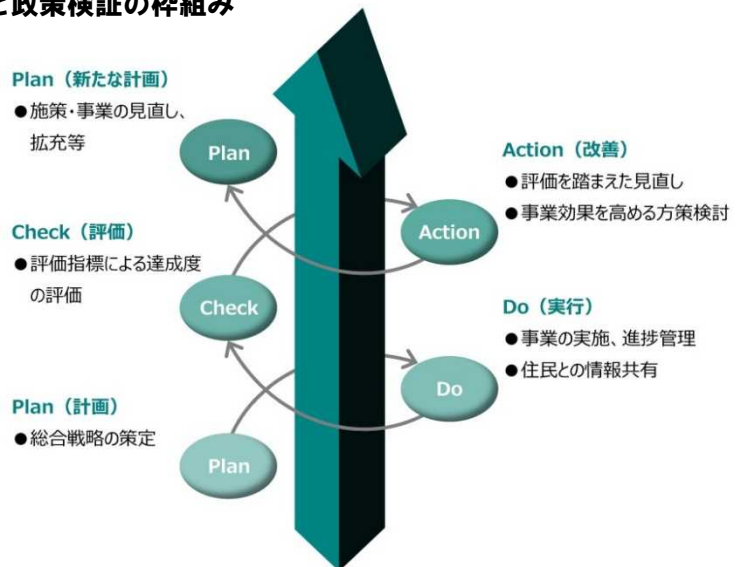 と政策検証の枠組み
Plan（新たな計画）
●施策・事業の見直し、
拡充等
Plan
Action（改善）
●評価を踏まえた見直し
●事業効果を高める方策検討
Action
Check（評価）
●評価指標による達成度
の評価
Check
Do（実行）
●事業の実施、進捗管理
●住民との情報共有
Do
Plan（計画）
●総合戦略の策定
Plan